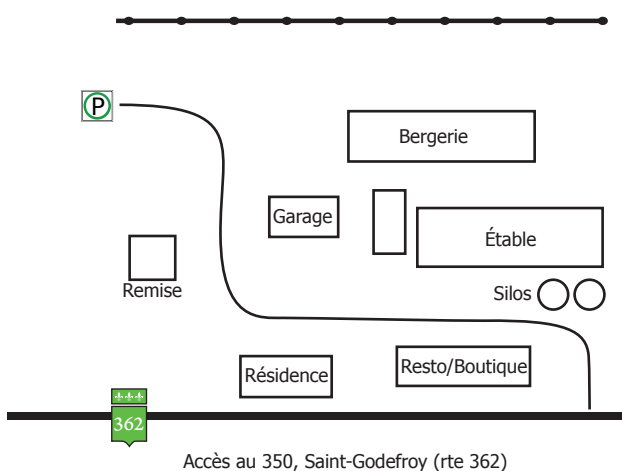 P
Bergerie
Garage
Étable
Remise
Silos
Résidence
Resto/Boutique
362
Accès au 350, Saint-Godefroy (rte 362)